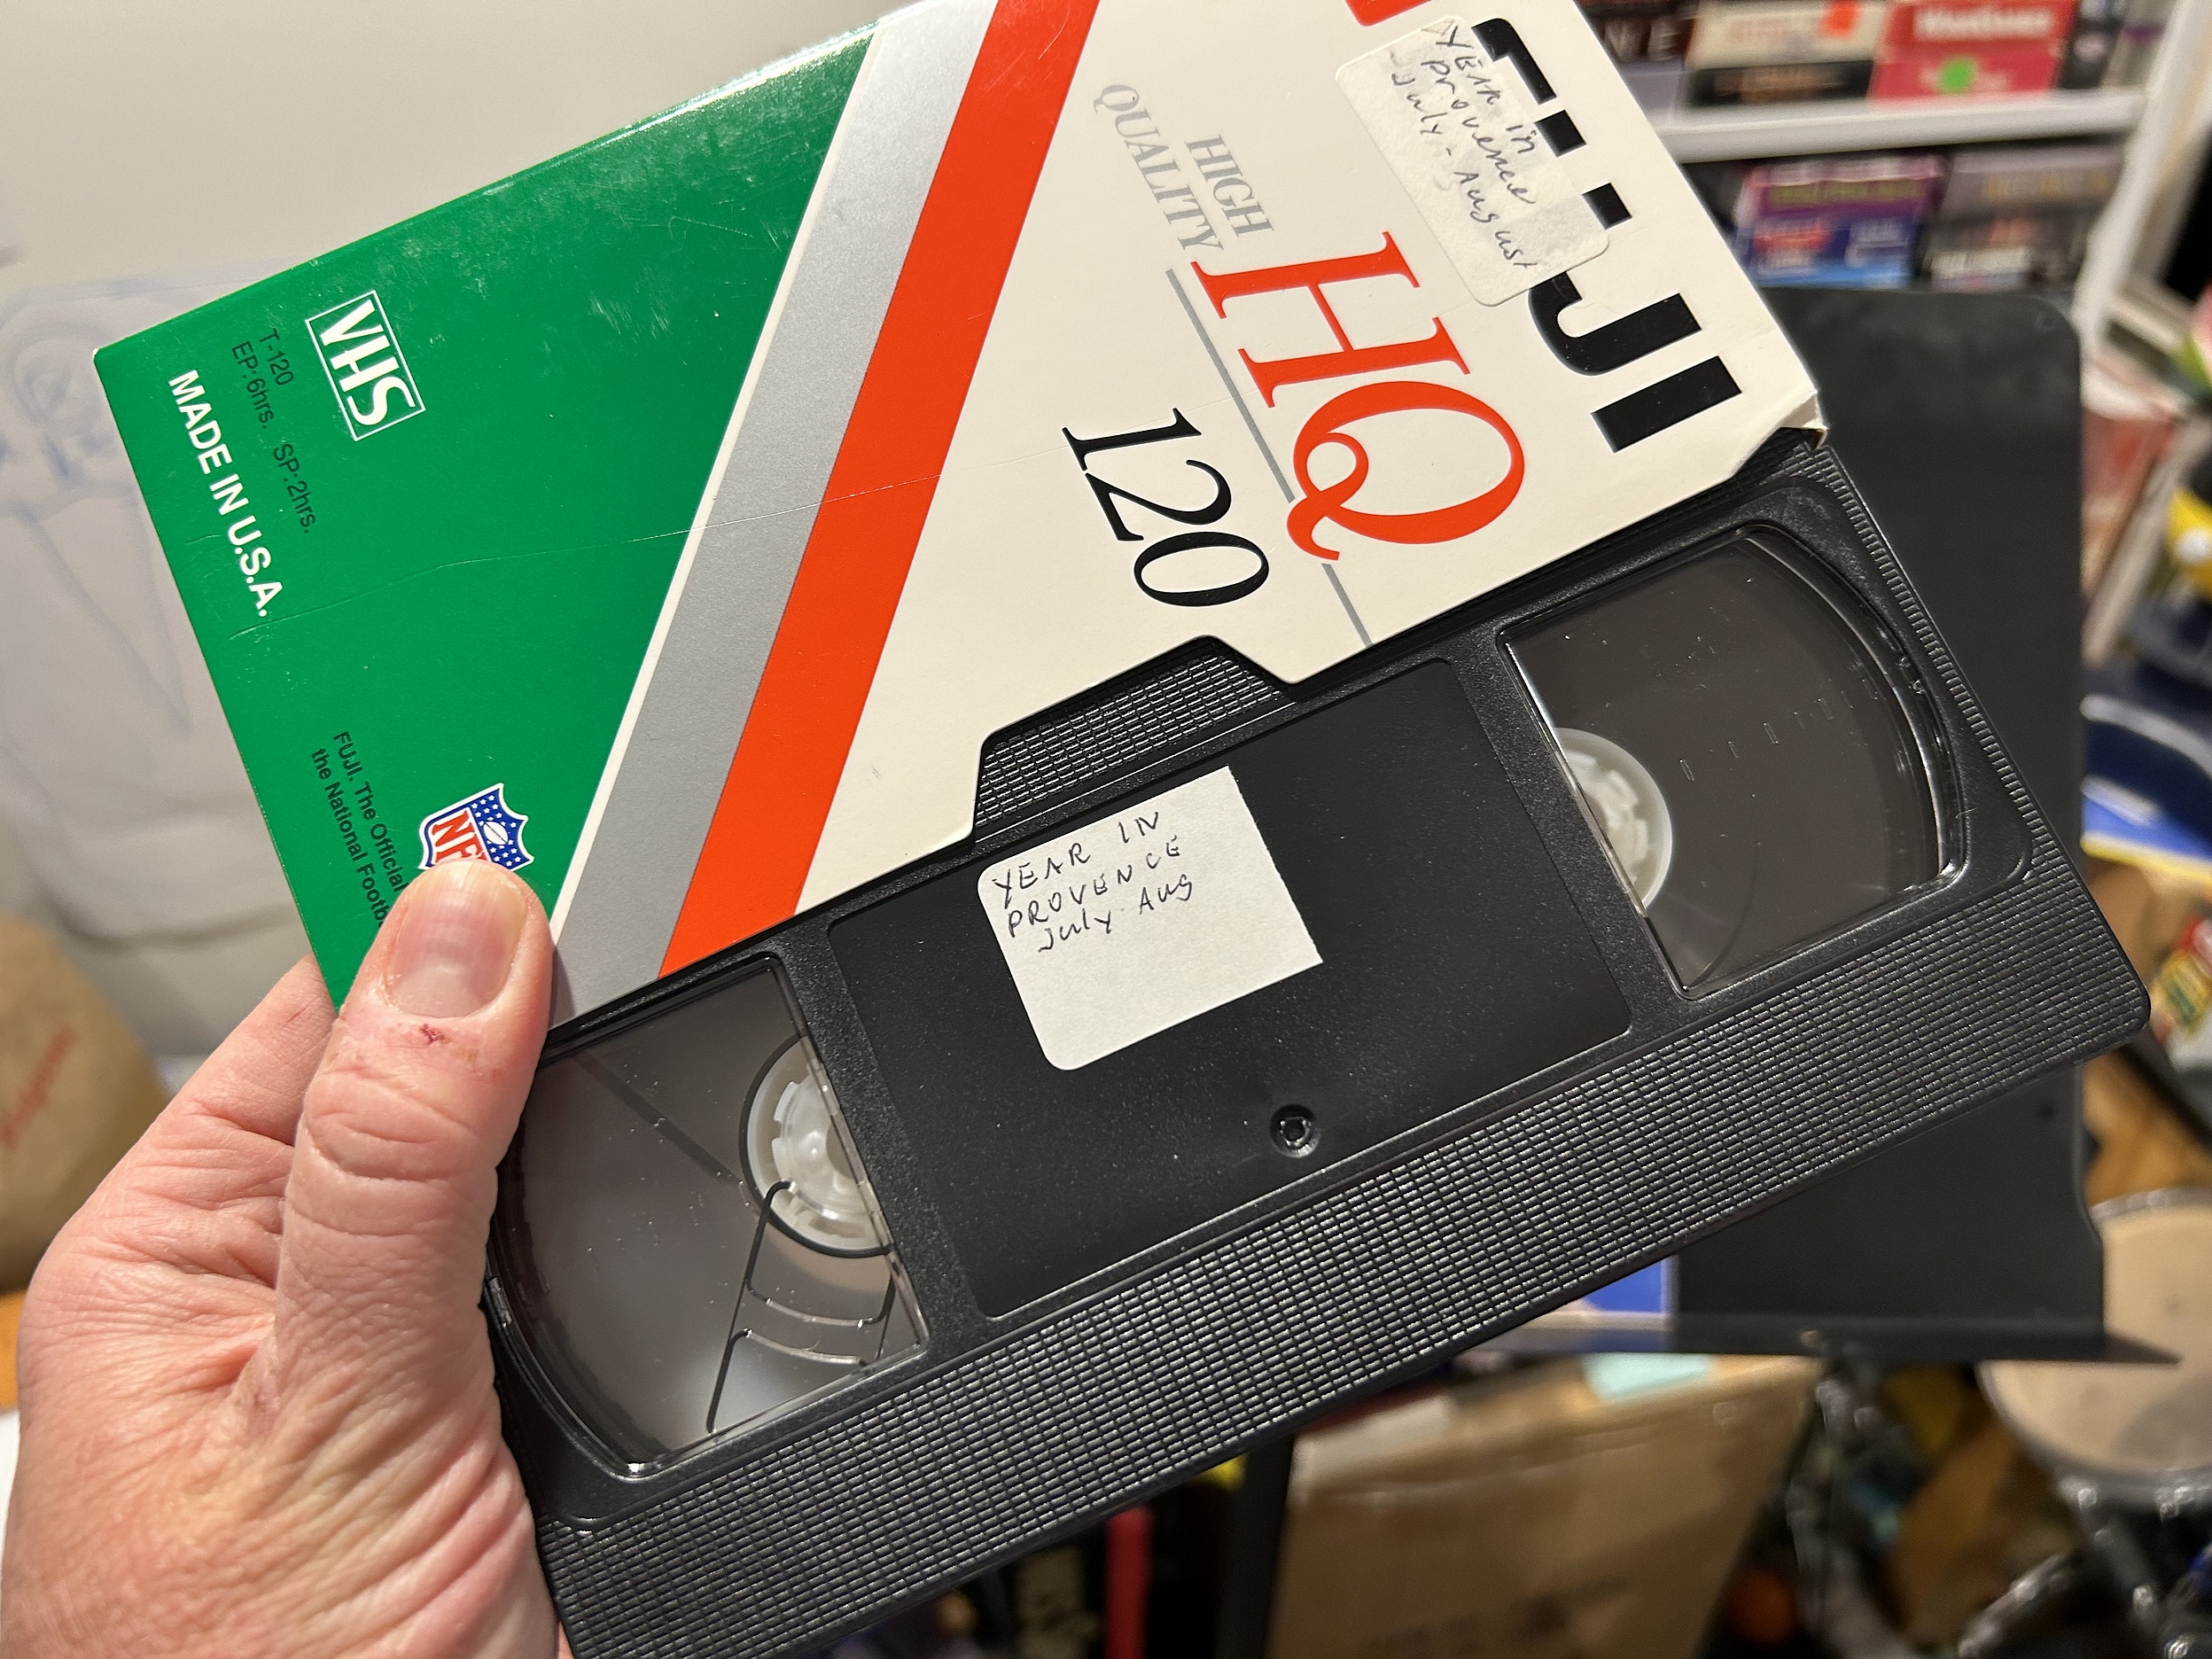 FUJI
YEAR in
Provence
July - August
HIGH
QUALITY
HQ
120
VHS
T-120
EP:6hrs. SP:2hrs.
MADE IN U.S.A.
FUJI. The Official
the National Footb
NF
YEAR IN
PROVENCE
July - Aug